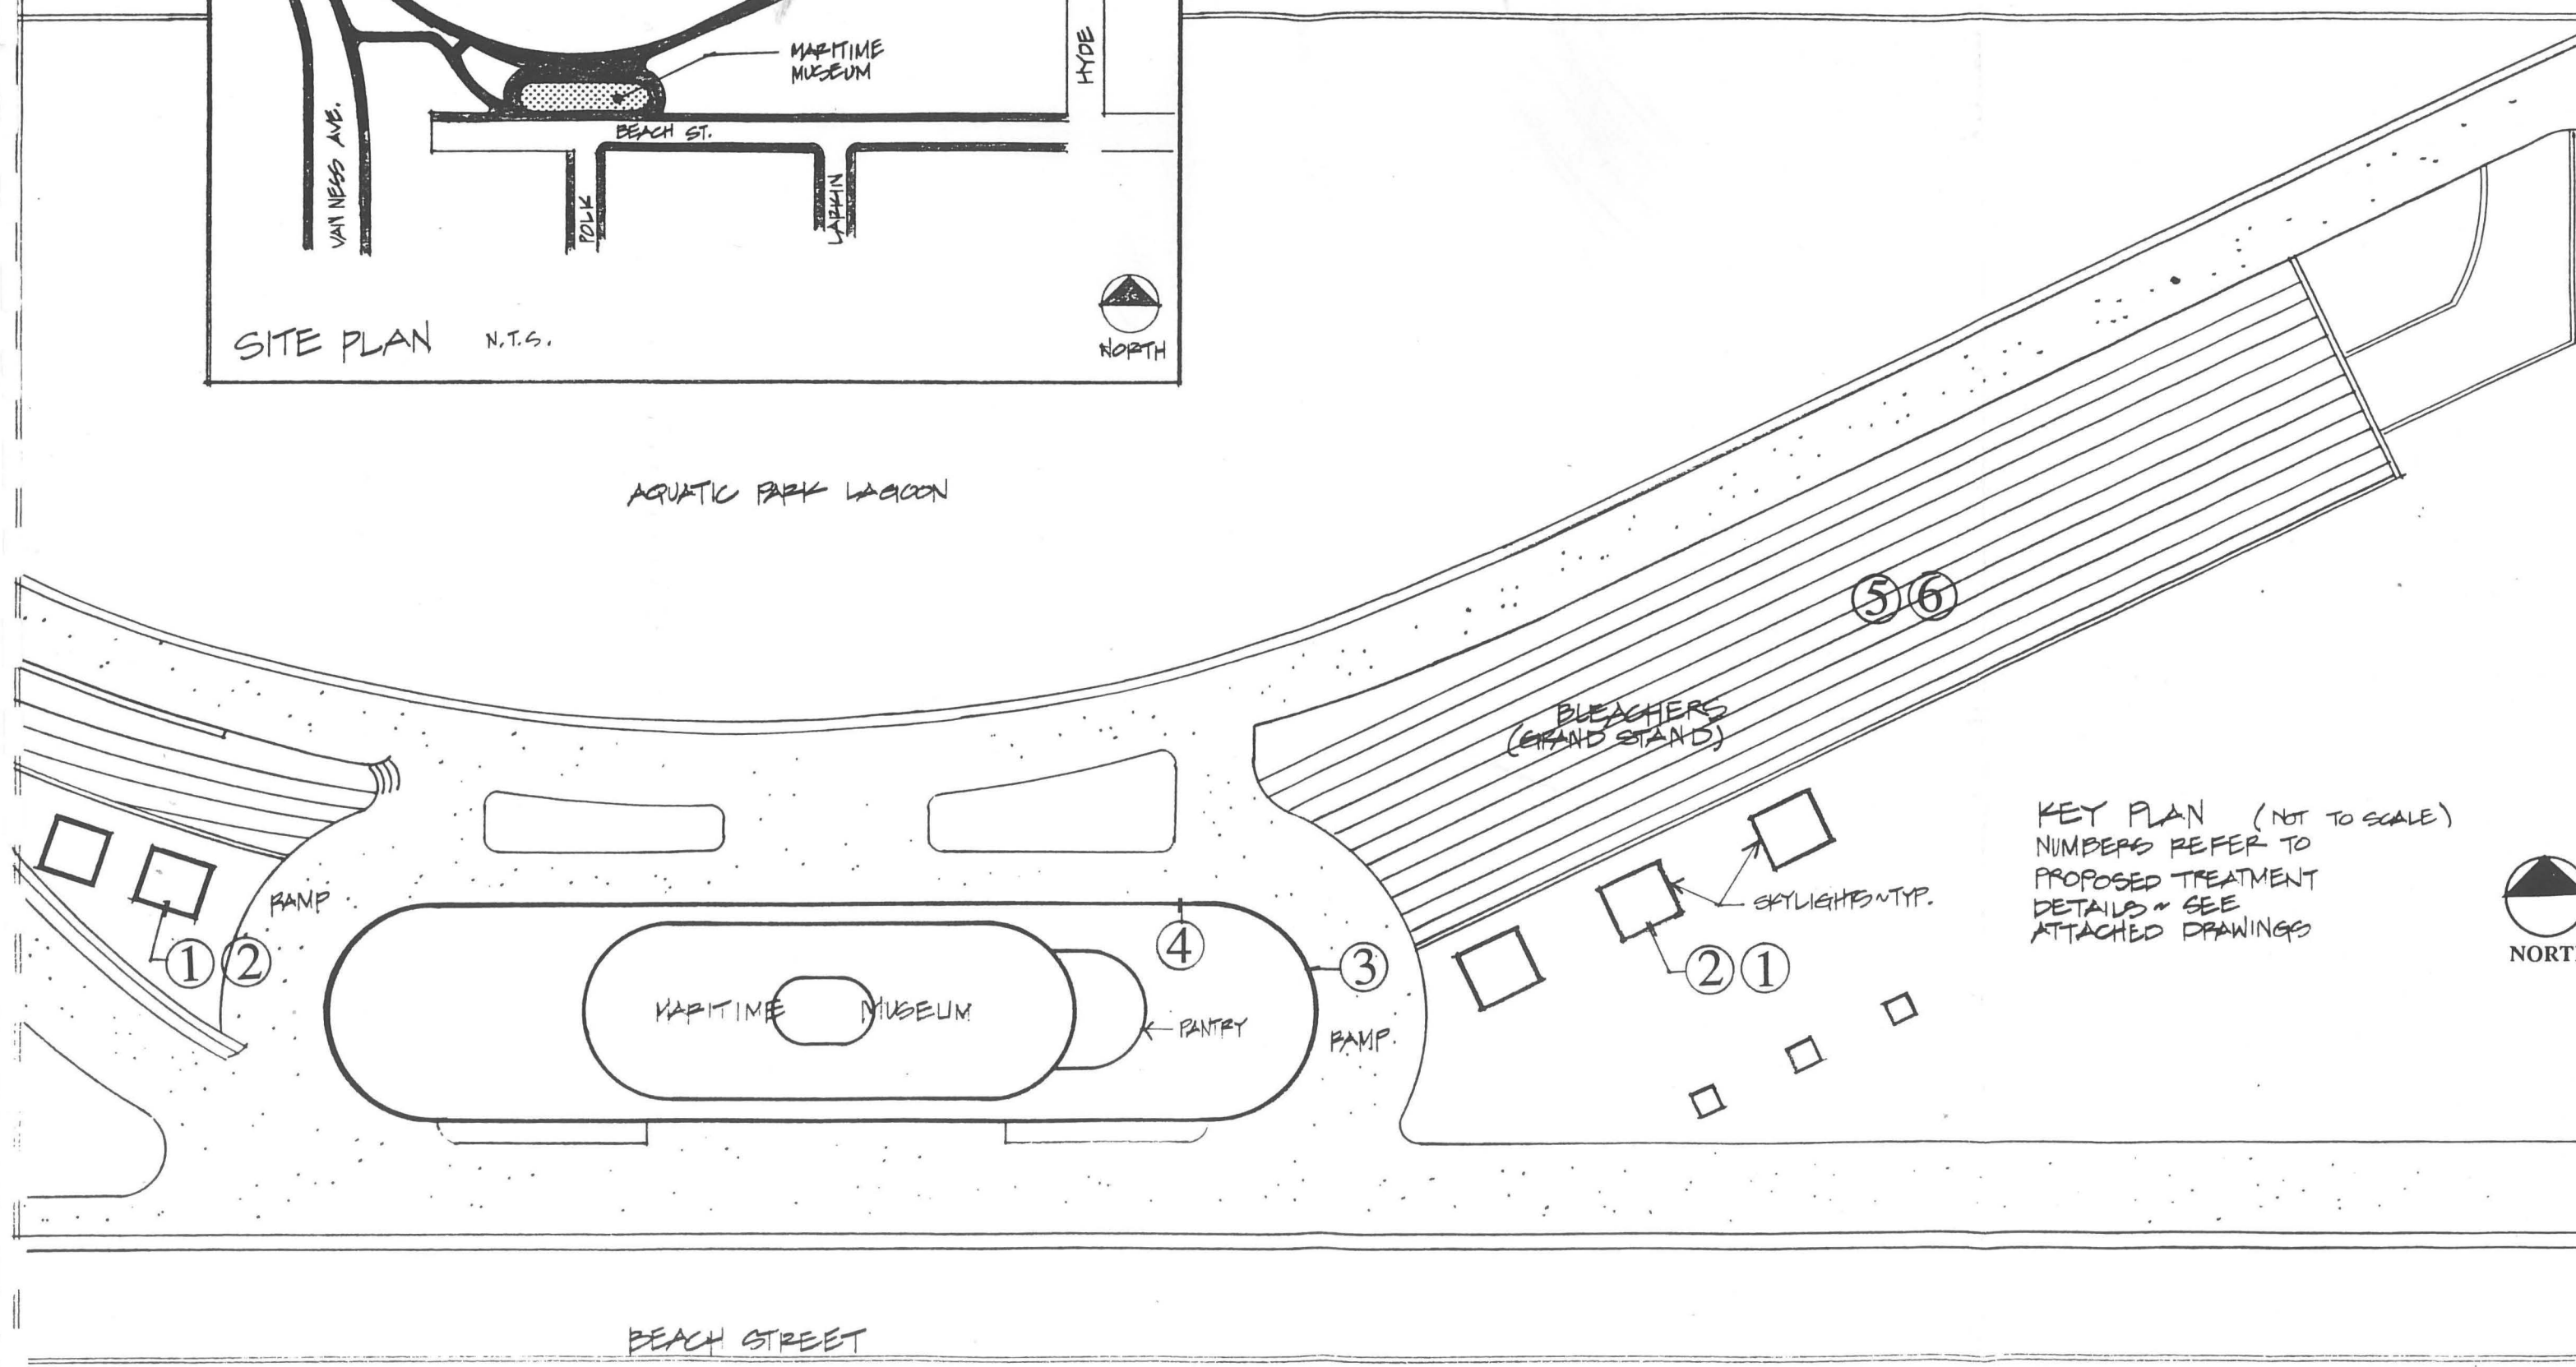 MARITIME
MUSEUM
HYDE
VAN NESS AVE.
BEACH ST.
POLK
LARKIN
SITE PLAN N.T.S.
NORTH
AQUATIC PARK LAGOON
5 6
BLEACHERS
(GRAND STAND)
KEY PLAN (NOT TO SCALE)
NUMBERS REFER TO
PROPOSED TREATMENT
DETAILS ~ SEE
ATTACHED DRAWINGS
NORT
SKYLIGHTS ~ TYP.
RAMP
1 2
4
3
2 1
MARITIME MUSEUM
PANTRY
RAMP.
BEACH STREET